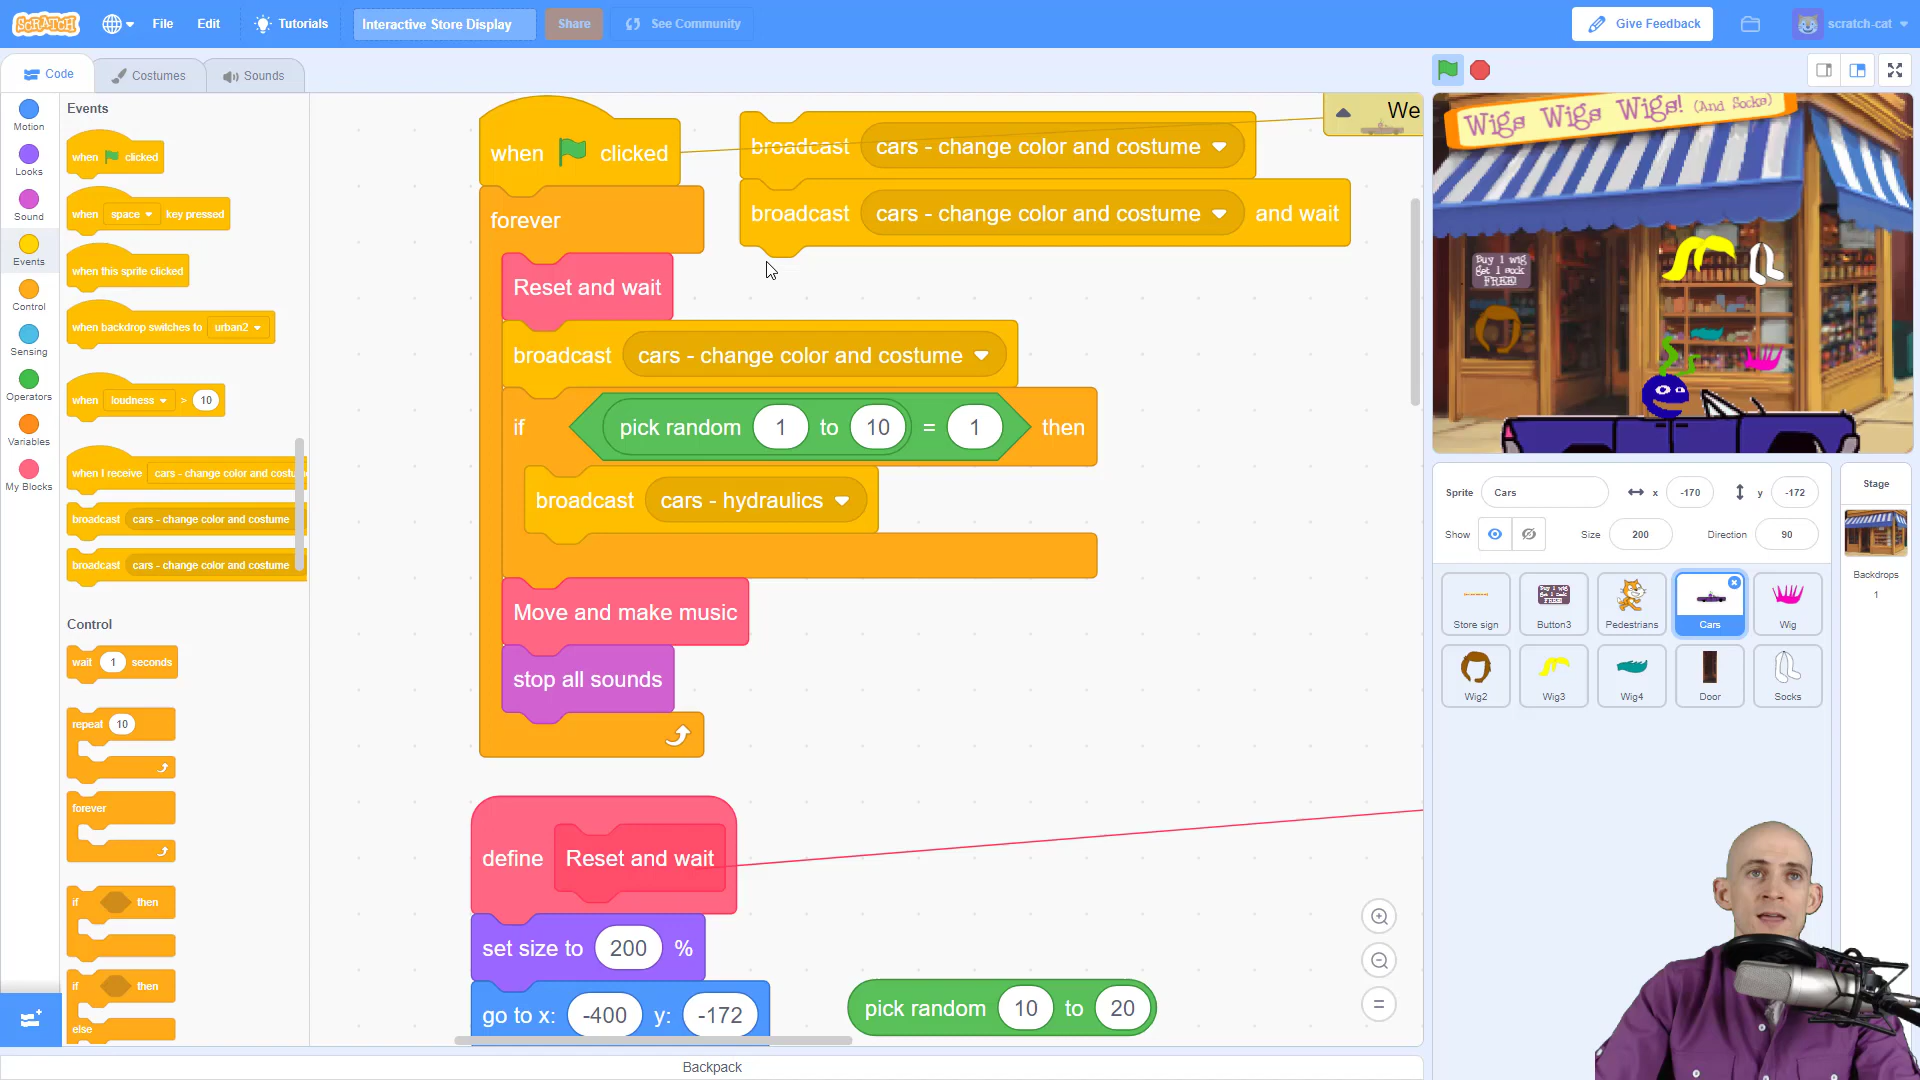 SCRATCH
File
Edit
Tutorials
Interactive Store Display
Share
See Community
Give Feedback
scratch-cat
Code
Costumes
Sounds
Motion
Looks
Sound
Events
Control
Sensing
Operators
Variables
My Blocks
Events
when clicked
when space key pressed
when this sprite clicked
when backdrop switches to urban2
when loudness > 10
when I receive cars - change color and costu
broadcast cars - change color and costume
broadcast cars - change color and costume
Control
wait 1 seconds
repeat 10
forever
if then
if then
else
when clicked
forever
Reset and wait
broadcast cars - change color and costume
if pick random 1 to 10 = 1 then
broadcast cars - hydraulics
Move and make music
stop all sounds
broadcast cars - change color and costume
broadcast cars - change color and costume and wait
We
define Reset and wait
set size to 200 %
go to x: -400 y: -172
pick random 10 to 20
Backpack
Wigs Wigs Wigs! (And Socks)
Buy 1 wig
get 1 sock
FREE!
Sprite Cars x -170 y -172
Show Size 200 Direction 90
Store sign
Buy 1 wig
get 1 sock
FREE!
Button3
Pedestrians
Cars
Wig
Wig2
Wig3
Wig4
Door
Socks
Stage
Backdrops
1